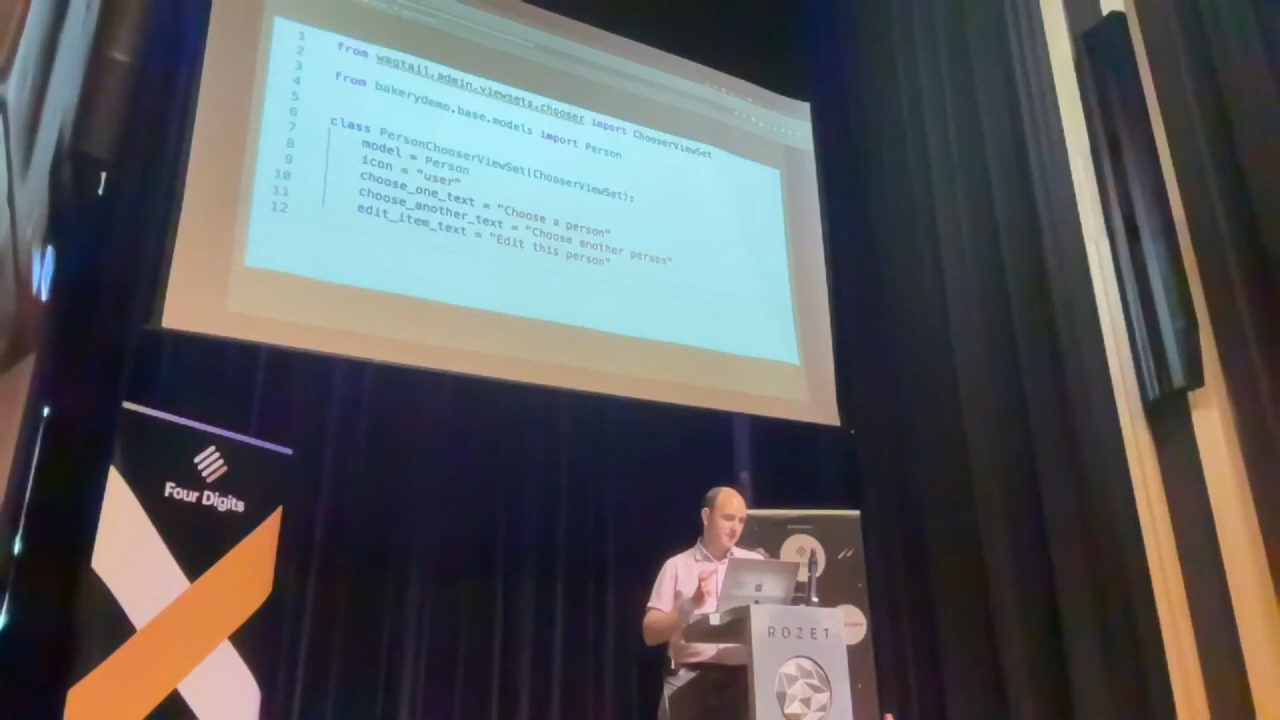 1
2 from wagtail.admin.viewsets.chooser import ChooserViewSet
3
4 from bakerydemo.base.models import Person
5
6
7 class PersonChooserViewSet(ChooserViewSet):
8 model = Person
9 icon = "user"
10 choose_one_text = "Choose a person"
11 choose_another_text = "Choose another person"
12 edit_item_text = "Edit this person"
Four Digits
ROZET